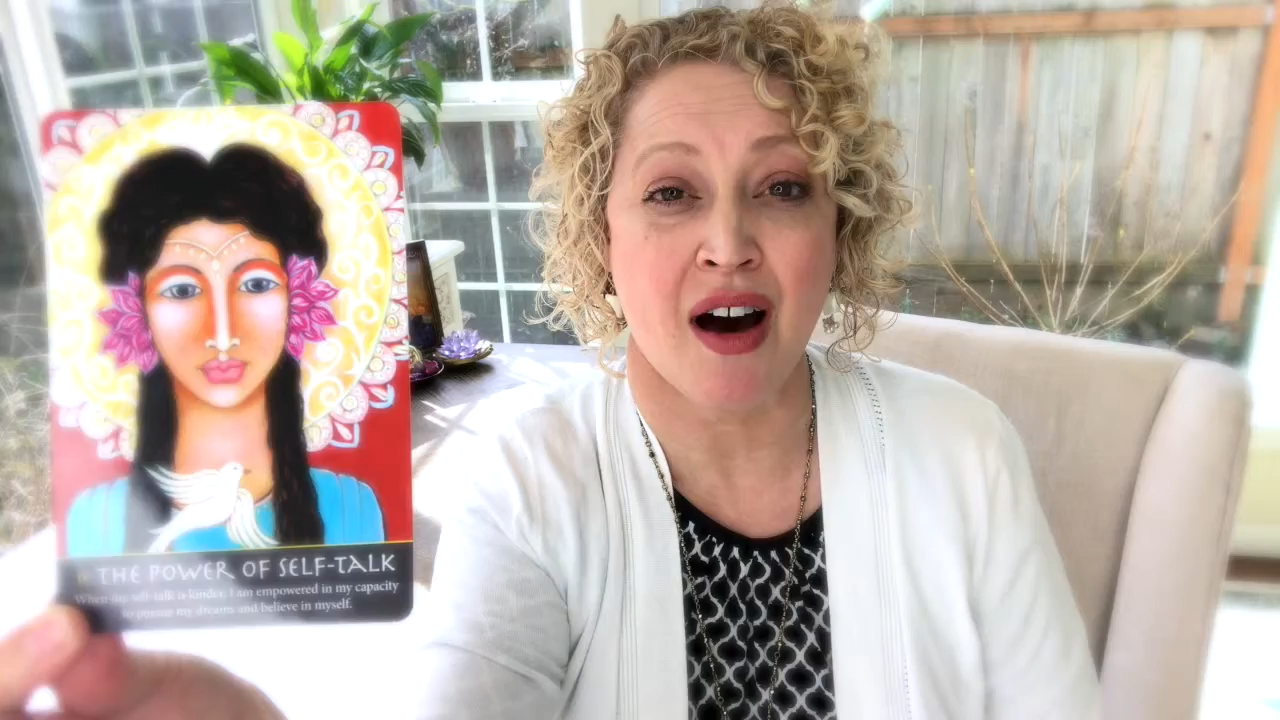 THE POWER OF SELF-TALK
When my self-talk is kinder, I am empowered in my capacity
to pursue my dreams and believe in myself.